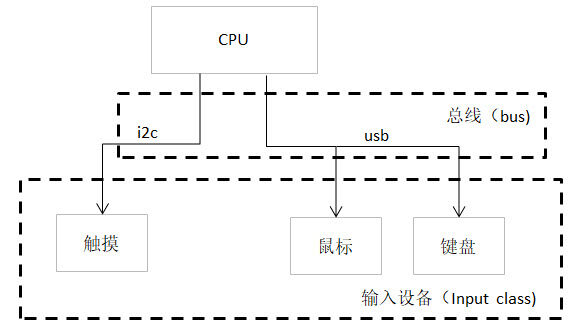 CPU
总线（bus)
i2c
usb
触摸
鼠标
键盘
输入设备（Input class)